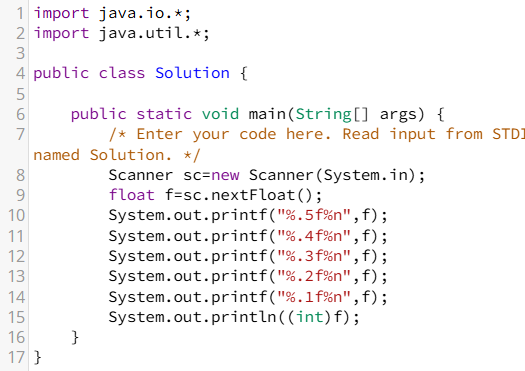 1 import java.io.*;
2 import java.util.*;
3
4 public class Solution {
5
6     public static void main(String[] args) {
7         /* Enter your code here. Read input from STDI
named Solution. */
8         Scanner sc=new Scanner(System.in);
9         float f=sc.nextFloat();
10         System.out.printf("%.5f%n",f);
11         System.out.printf("%.4f%n",f);
12         System.out.printf("%.3f%n",f);
13         System.out.printf("%.2f%n",f);
14         System.out.printf("%.1f%n",f);
15         System.out.println((int)f);
16     }
17 }